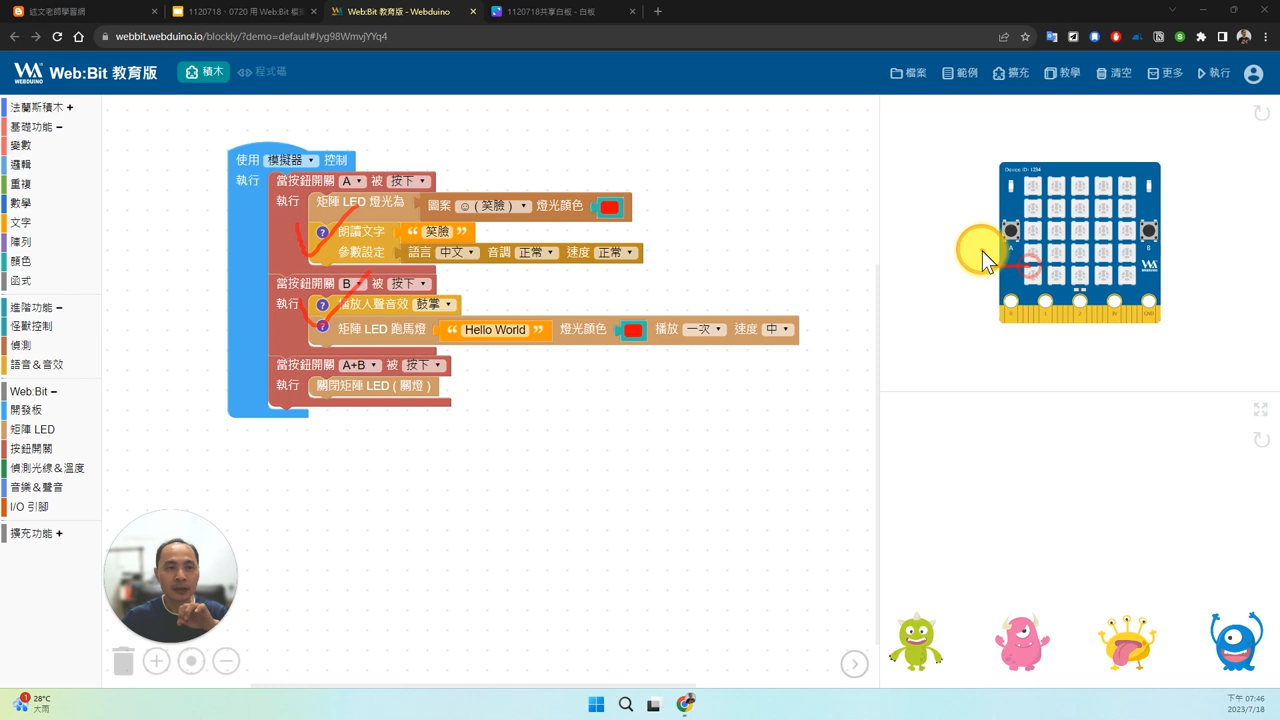 述文老師學習網
1120718、0720 用 Web:Bit 模擬
Web:Bit 教育版 - Webduino
1120718共享白板 - 白板
webbit.webduino.io/blockly/?demo=default#Jyg98WmvjYYq4
WEBDUINO
Web:Bit 教育版
積木
程式碼
檔案
範例
擴充
教學
清空
更多
執行
法蘭斯積木 +
基礎功能 −
變數
邏輯
重複
數學
文字
陣列
顏色
函式
進階功能 −
怪獸控制
偵測
語音＆音效
Web:Bit −
開發板
矩陣 LED
按鈕開關
偵測光線＆溫度
音樂＆聲音
I/O 引腳
擴充功能 +
使用 模擬器 控制
執行
當按鈕開關 A 被 按下
執行 矩陣 LED 燈光為 圖案 ☺ ( 笑臉 ) 燈光顏色
? 朗讀文字 “ 笑臉 ”
參數設定 語言 中文 音調 正常 速度 正常
當按鈕開關 B 被 按下
執行 ? 播放人聲音效 鼓掌
? 矩陣 LED 跑馬燈 “ Hello World ” 燈光顏色 播放 一次 速度 中
當按鈕開關 A+B 被 按下
執行 關閉矩陣 LED ( 關燈 )
Device ID: 1234
A
B
GND
28°C
大雨
下午 07:46
2023/7/18